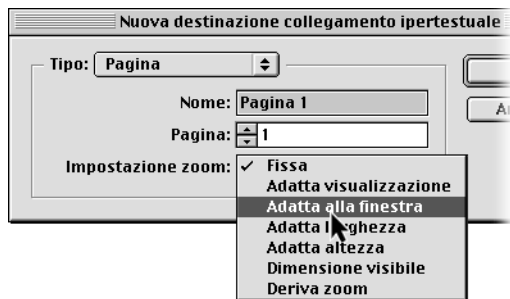 Nuova destinazione collegamento ipertestuale
Tipo: Pagina
Nome: Pagina 1
Pagina: 1
Impostazione zoom: ✓ Fissa
Adatta visualizzazione
Adatta alla finestra
Adatta larghezza
Adatta altezza
Dimensione visibile
Deriva zoom